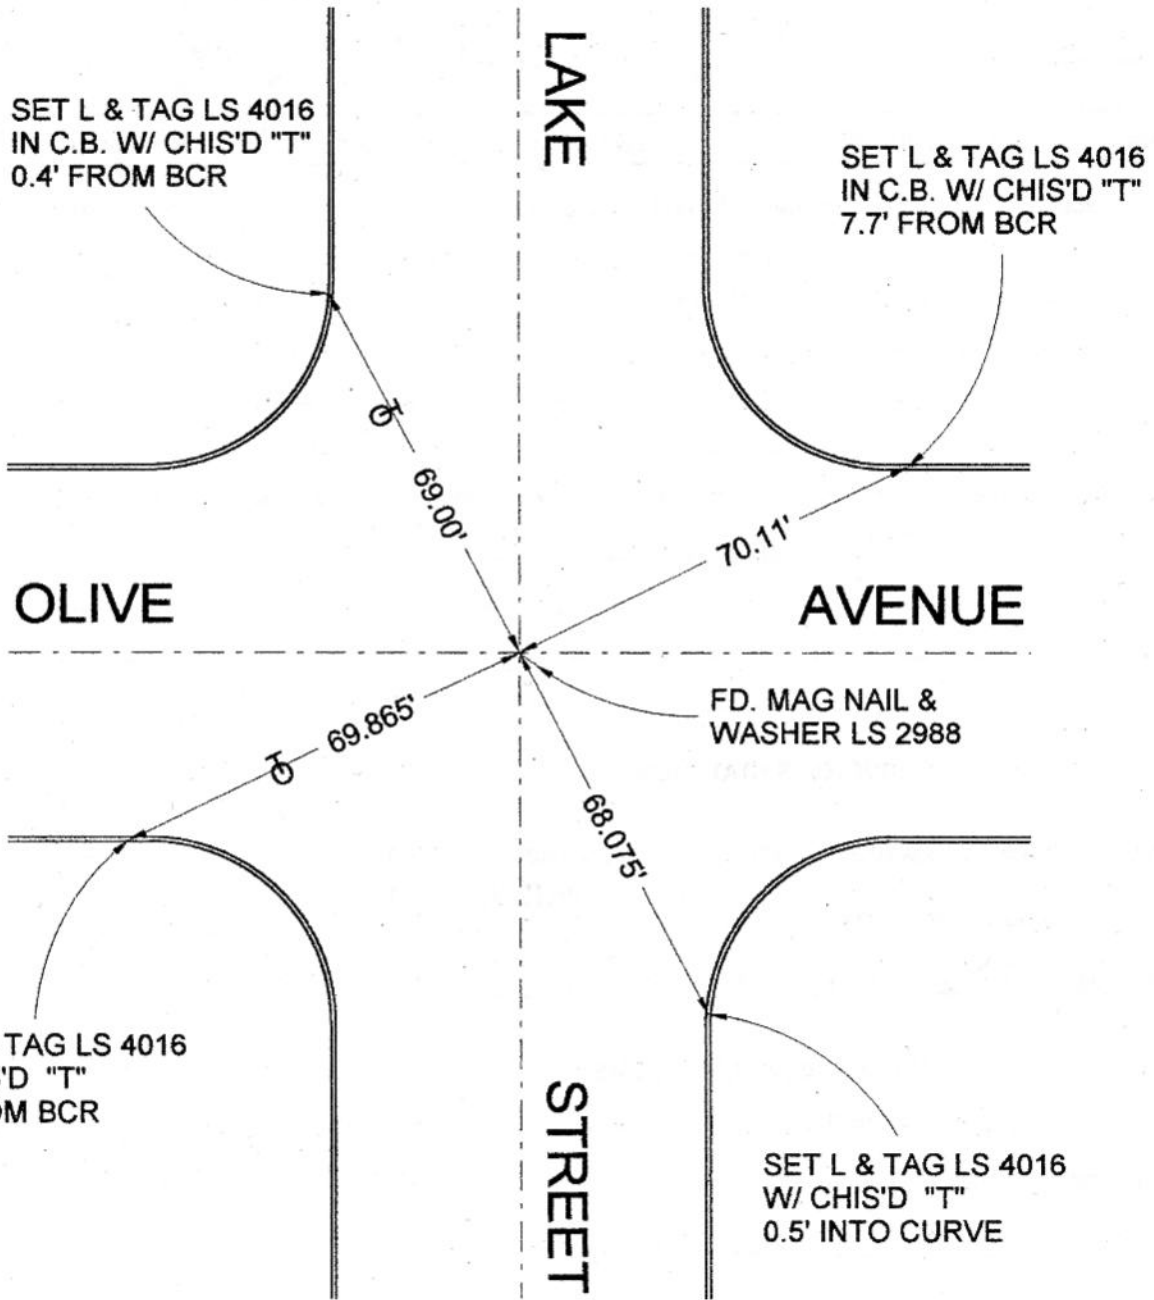 LAKE
SET L & TAG LS 4016
IN C.B. W/ CHIS'D "T"
0.4' FROM BCR
SET L & TAG LS 4016
IN C.B. W/ CHIS'D "T"
7.7' FROM BCR
69.00'
70.11'
OLIVE
AVENUE
FD. MAG NAIL &
WASHER LS 2988
69.865'
68.075'
TAG LS 4016
'D "T"
BCR
STREET
SET L & TAG LS 4016
W/ CHIS'D "T"
0.5' INTO CURVE